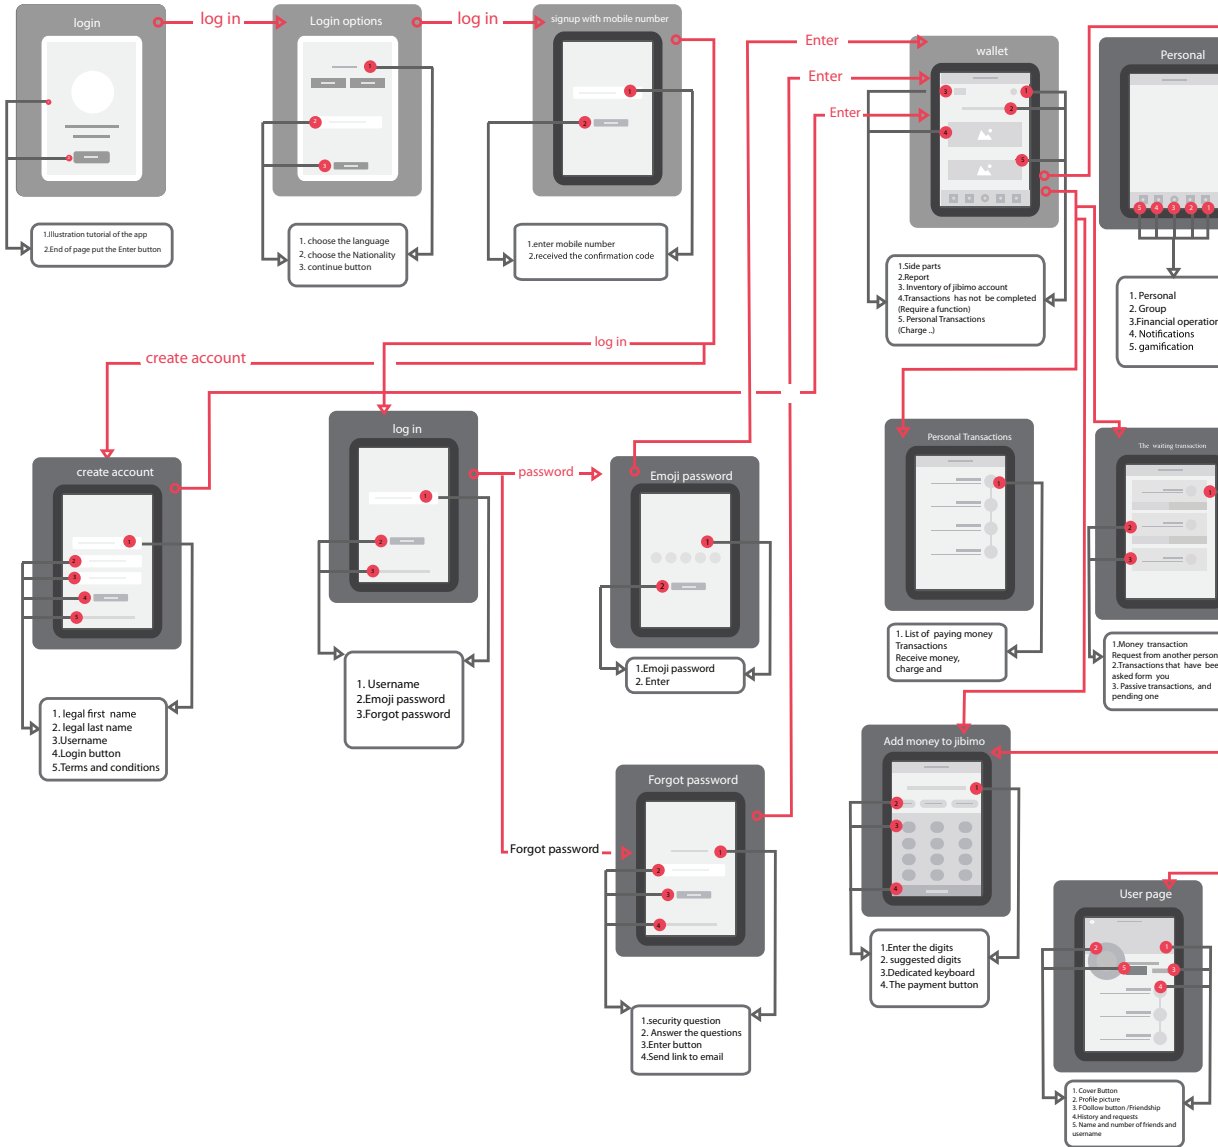 login
log in
Login options
log in
signup with mobile number
1.Illustration tutorial of the app
2.End of page put the Enter button
1. choose the language
2. choose the Nationality
3. continue button
1.enter mobile number
2.received the confirmation code
Enter
Enter
Enter
wallet
1.Side parts
2.Report
3. Inventory of jibimo account
4.Transactions has not be completed
(Require a function)
5. Personal Transactions
(Charge ..)
Personal
1. Personal
2. Group
3.Financial operation
4. Notifications
5. gamification
log in
create account
create account
1. legal first name
2. legal last name
3.Username
4.Login button
5.Terms and conditions
log in
1. Username
2.Emoji password
3.Forgot password
password
Emoji password
1.Emoji password
2. Enter
Forgot password
Forgot password
1.security question
2. Answer the questions
3.Enter button
4.Send link to email
Personal Transactions
1. List of paying money
Transactions
Receive money,
charge and
The waiting transaction
1.Money transaction
Request from another person
2.Transactions that have bee
asked form you
3. Passive transactions, and
pending one
Add money to jibimo
1.Enter the digits
2. suggested digits
3.Dedicated keyboard
4. The payment button
User page
1. Cover Button
2. Profile picture
3. FOollow button /Friendship
4.History and requests
5. Name and number of friends and
username